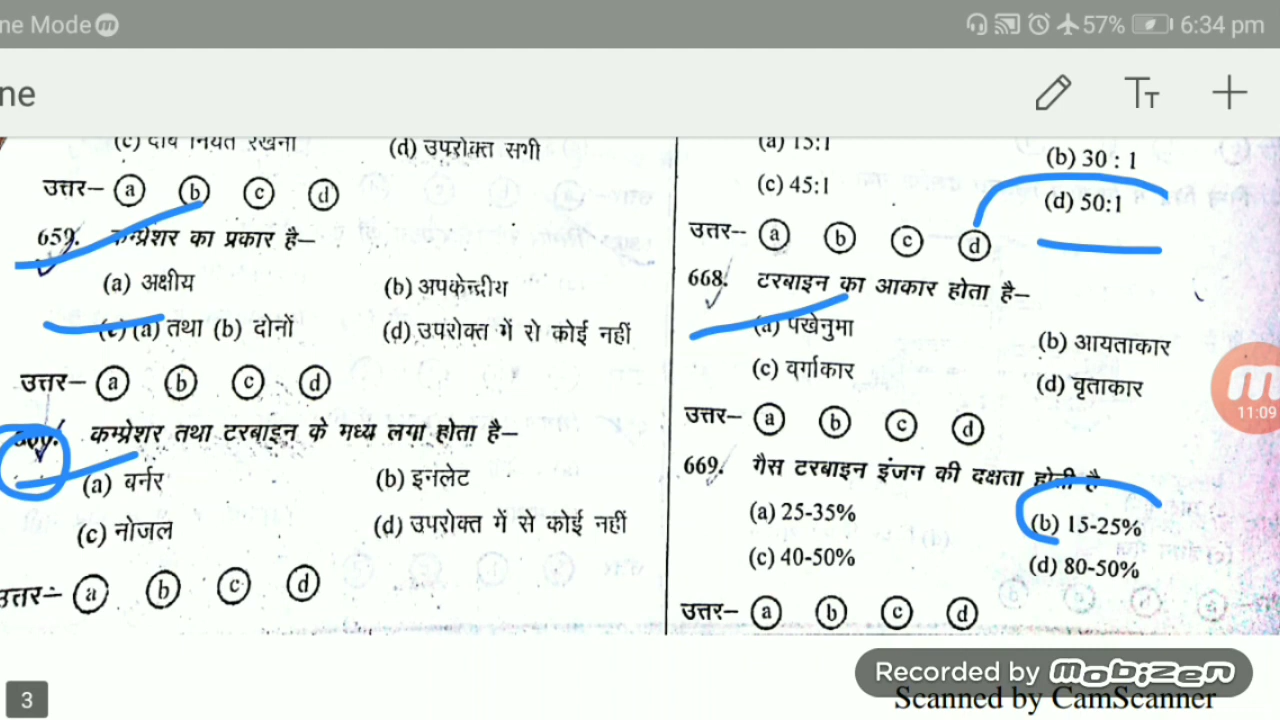 ne Mode
57% 6:34 pm
ne
TT
(c) दाब नियत रखना
(d) उपरोक्त सभी
उत्तर– (a) (b) (c) (d)
659. कम्प्रेशर का प्रकार है–
(a) अक्षीय
(b) अपकेन्द्रीय
(c) (a) तथा (b) दोनों
(d) उपरोक्त में से कोई नहीं
उत्तर– (a) (b) (c) (d)
कम्प्रेशर तथा टरबाइन के मध्य लगा होता है–
(a) बर्नर
(b) इनलेट
(c) नोजल
(d) उपरोक्त में से कोई नहीं
उत्तर– (a) (b) (c) (d)
(a) 15:1
(b) 30 : 1
(c) 45:1
(d) 50:1
उत्तर– (a) (b) (c) (d)
668. टरबाइन का आकार होता है–
(a) पंखेनुमा
(b) आयताकार
(c) वर्गाकार
(d) वृताकार
उत्तर– (a) (b) (c) (d)
669. गैस टरबाइन इंजन की दक्षता होती है
(a) 25-35%
(b) 15-25%
(c) 40-50%
(d) 80-50%
उत्तर– (a) (b) (c) (d)
11:09
3
Recorded by mobizen
Scanned by CamScanner